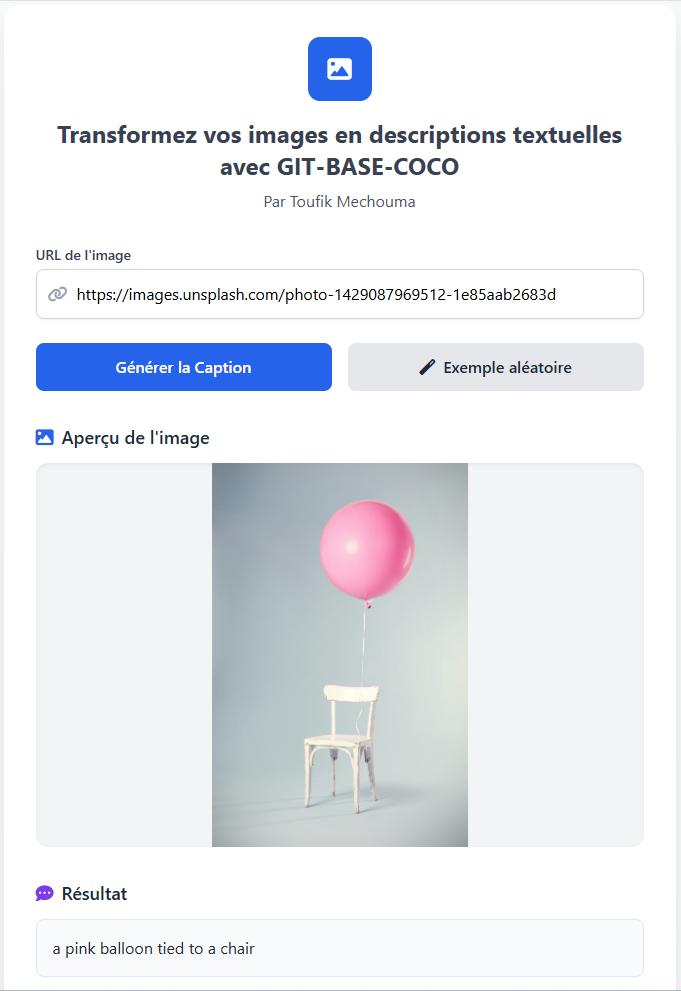 Transformez vos images en descriptions textuelles
avec GIT-BASE-COCO
Par Toufik Mechouma
URL de l'image
https://images.unsplash.com/photo-1429087969512-1e85aab2683d
Générer la Caption
Exemple aléatoire
Aperçu de l'image
Résultat
a pink balloon tied to a chair